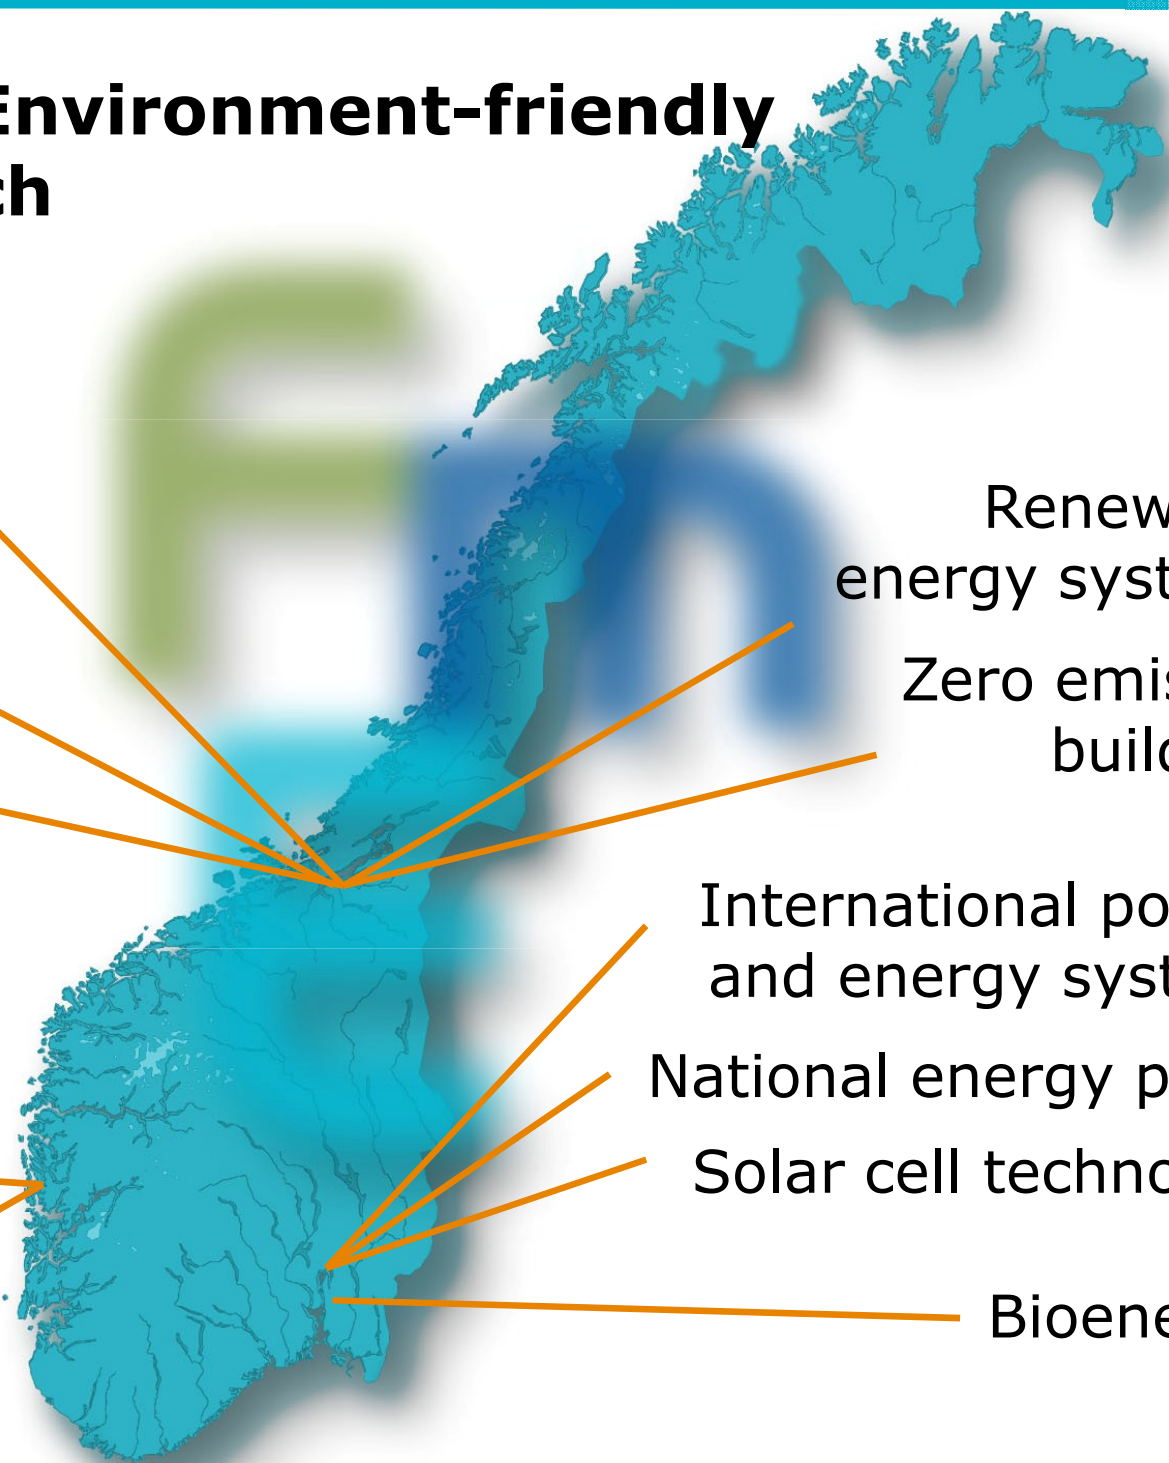 Environment-friendly
ch
Renew
energy syst
Zero emis
build
International po
and energy syst
National energy p
Solar cell techno
Bioene